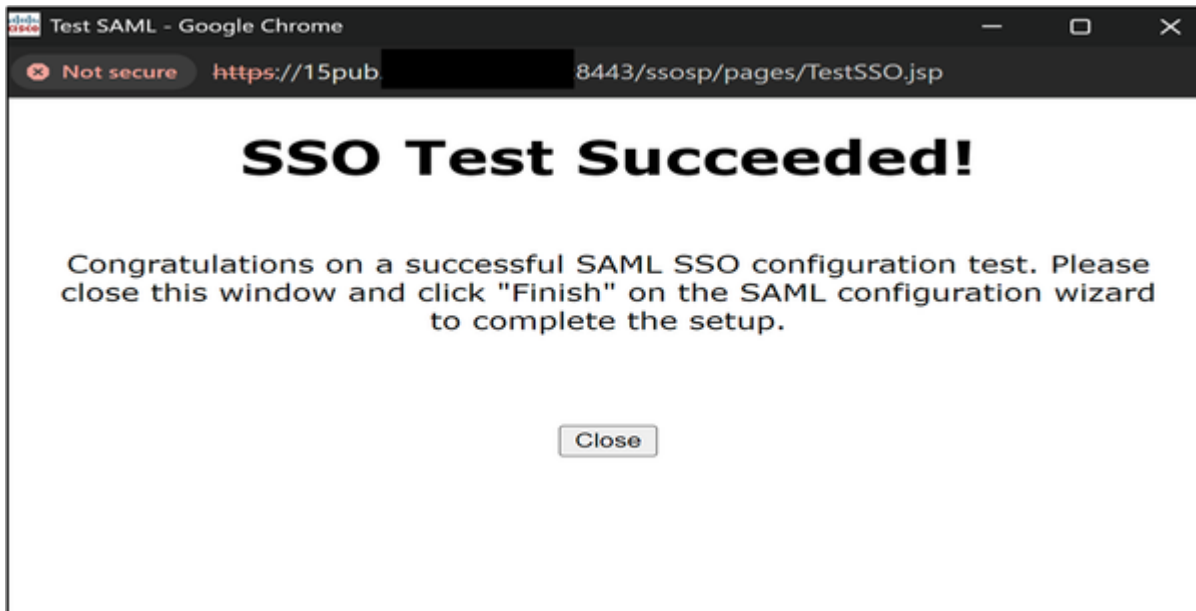 Test SAML - Google Chrome
Not secure https://15pub. 8443/ssosp/pages/TestSSO.jsp
SSO Test Succeeded!
Congratulations on a successful SAML SSO configuration test. Please
close this window and click "Finish" on the SAML configuration wizard
to complete the setup.
Close